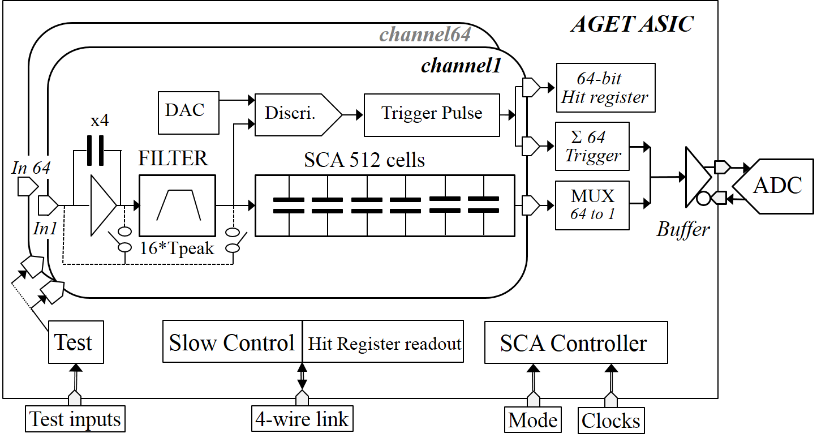 AGET ASIC
channel64
channel1
64-bit
Hit register
DAC
Discri.
Trigger Pulse
x4
Σ 64
Trigger
In 64
FILTER
SCA 512 cells
MUX
64 to 1
ADC
In1
16*Tpeak
Buffer
Test
Slow Control
Hit Register readout
SCA Controller
Test inputs
4-wire link
Mode
Clocks